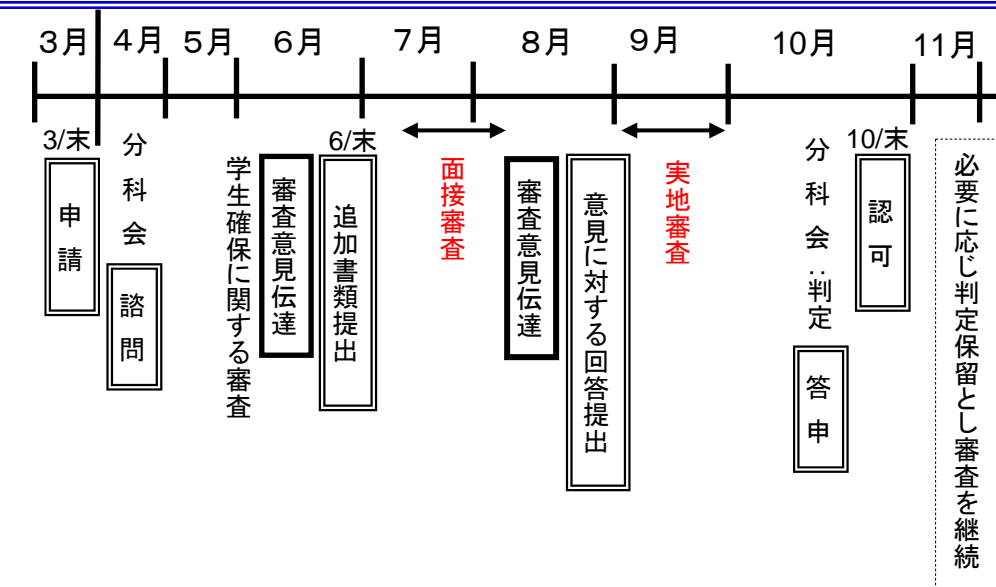 3月
4月
5月
6月
7月
8月
9月
10月
11月
3/末
申請
分科会
諮問
学生確保に関する審査
審査意見伝達
6/末
追加書類提出
面接審査
審査意見伝達
意見に対する回答提出
実地審査
分科会：判定
答申
10/末
認可
必要に応じ判定保留とし審査を継続